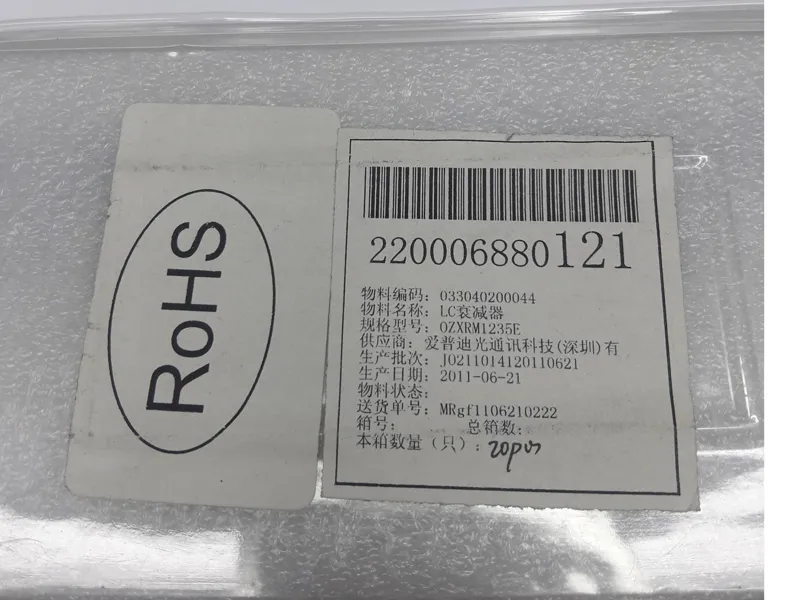 RoHS
220006880121
物料编码: 033040200044
物料名称: LC衰减器
规格型号: OZXRM1235E
供应商: 爱普迪光通讯科技(深圳)有
生产批次: J0211014120110621
生产日期: 2011-06-21
物料状态:
送货单号: MRgf1106210222
箱号: 总箱数:
本箱数量(只): 20pcs